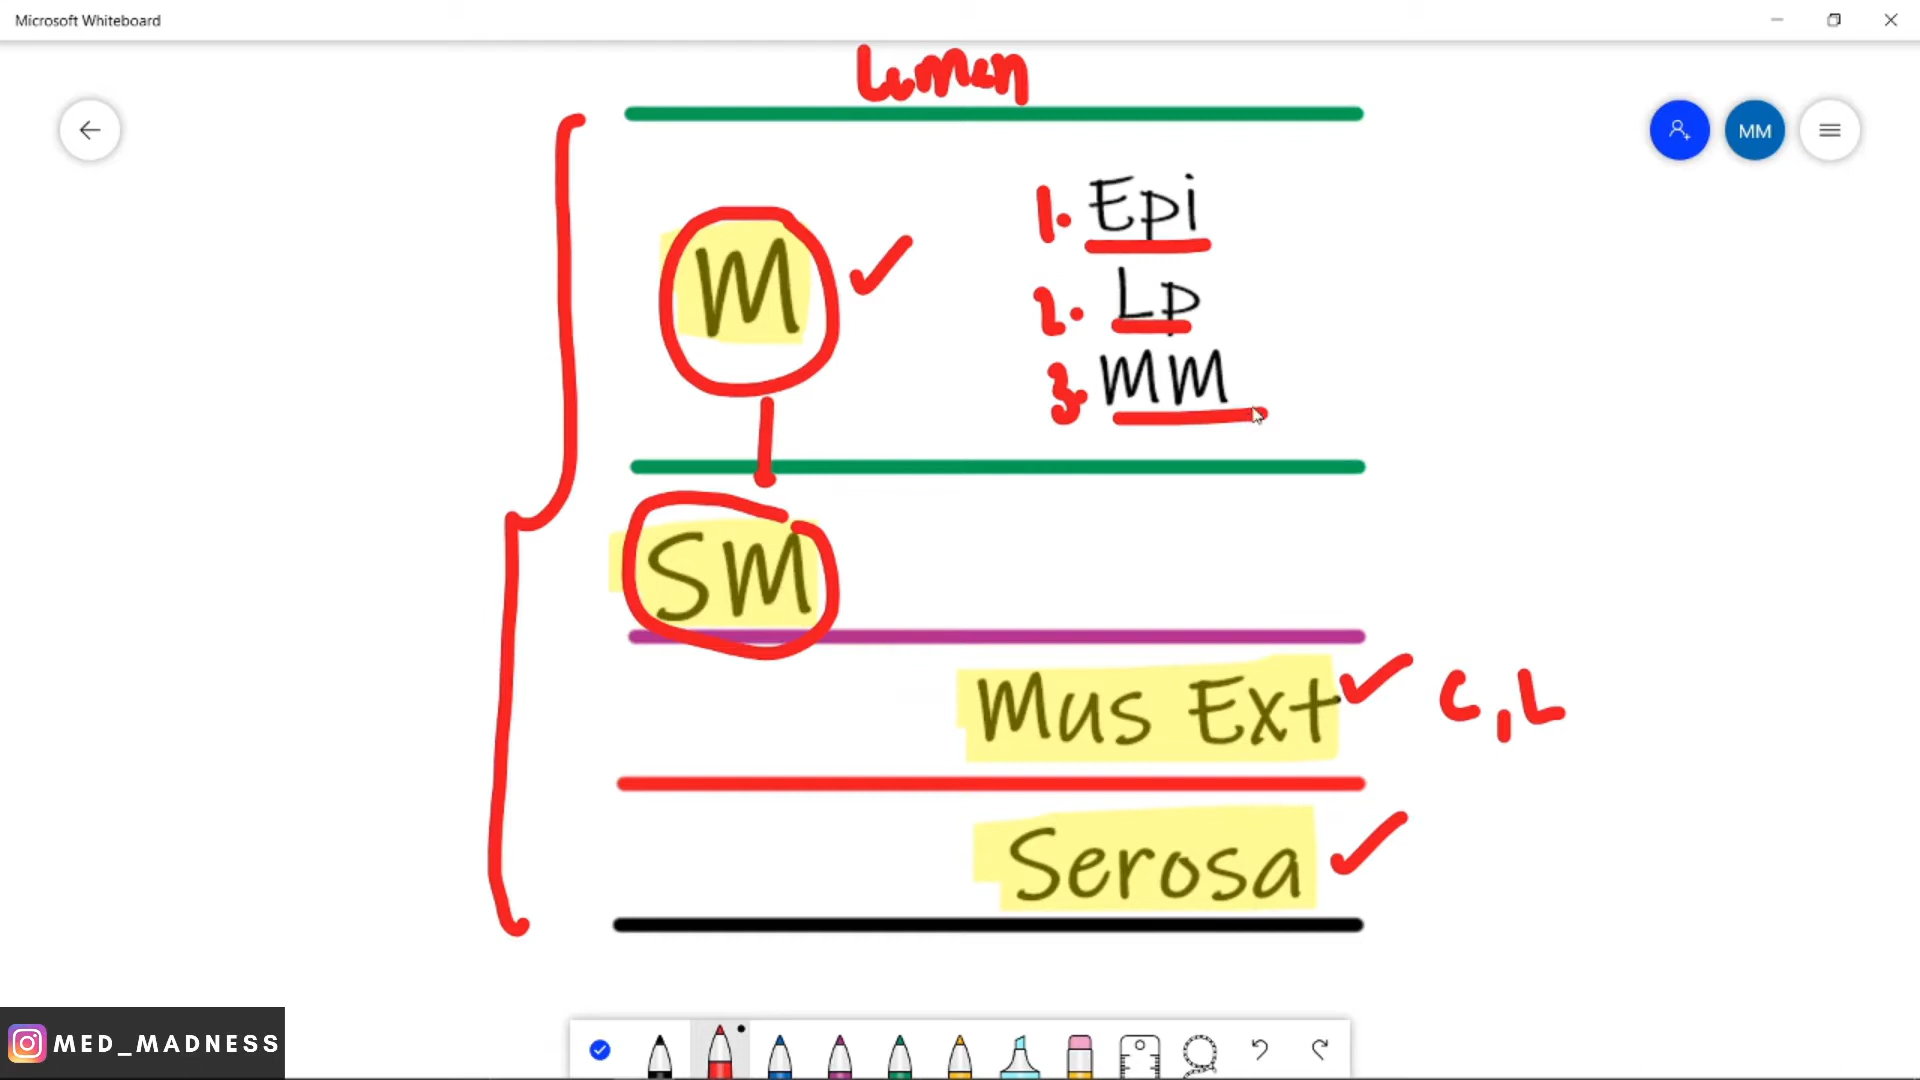 Microsoft Whiteboard
Lumen
MM
1. Epi
M
2. Lp
3. MM
SM
Mus Ext
C, L
Serosa
MED_MADNESS